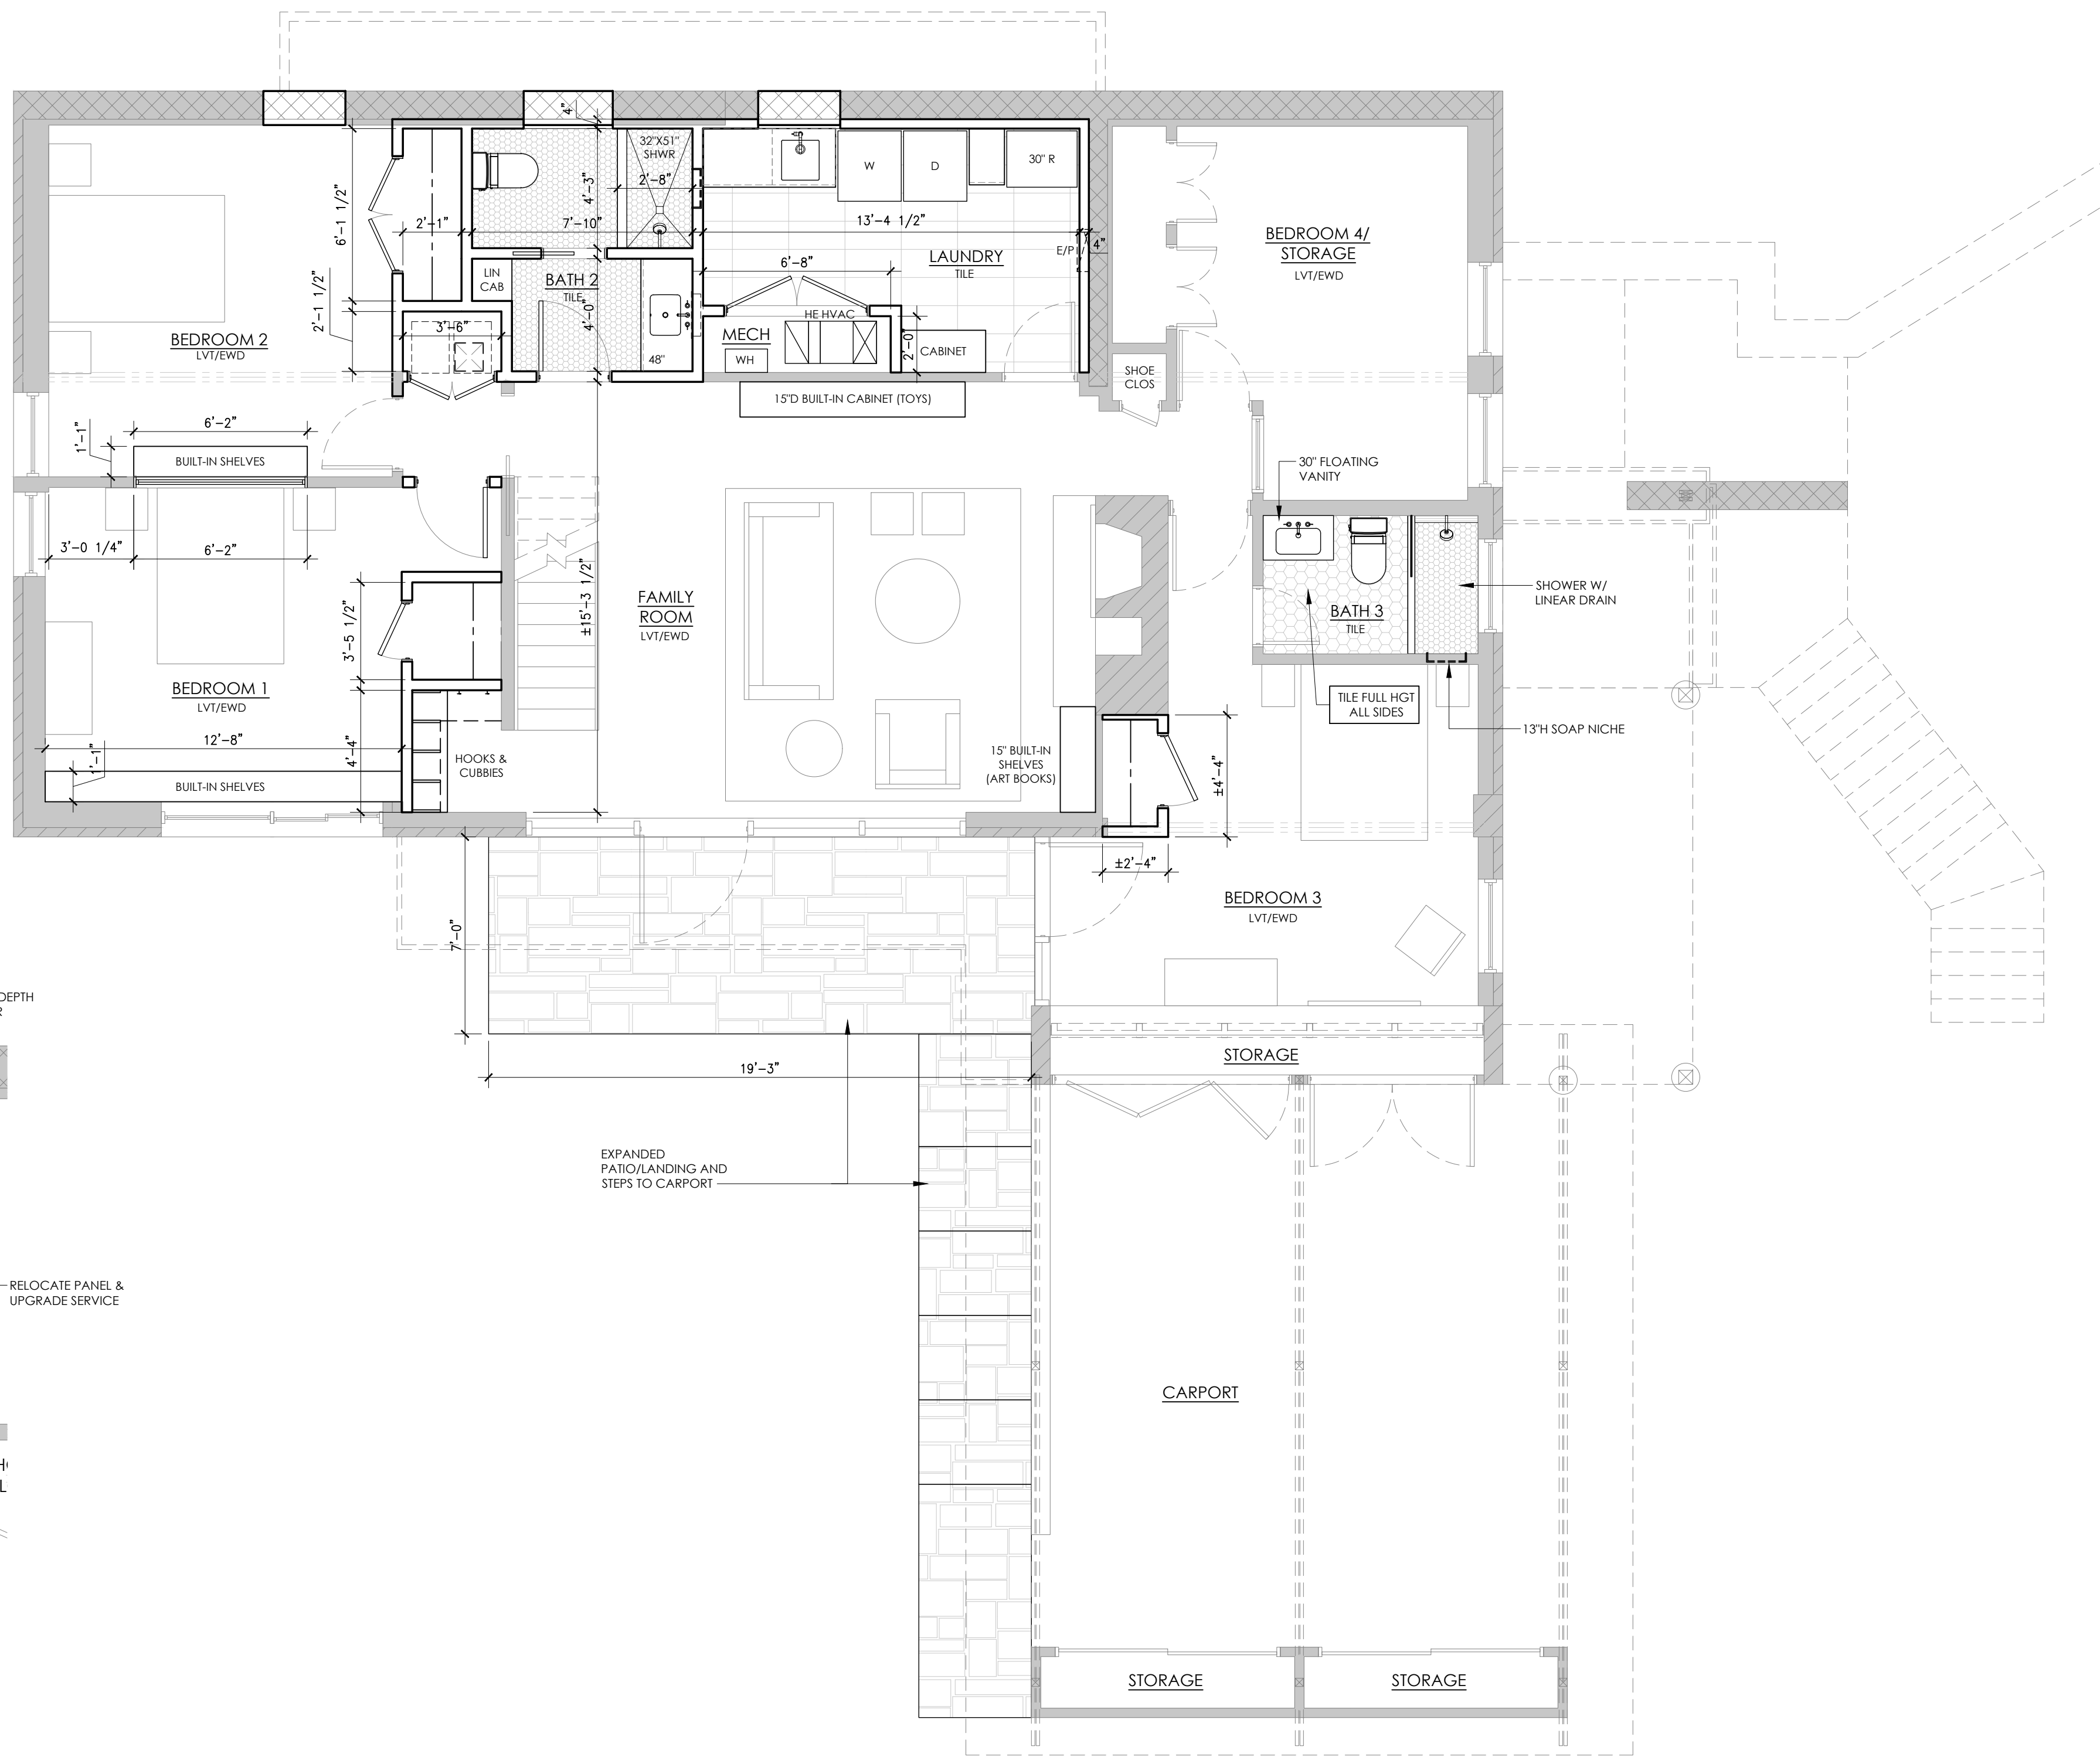 4"
32"X51"
SHWR
2'-8"
4'-3"
W
D
30" R
6'-1 1/2"
2'-1"
7'-10"
13'-4 1/2"
4"
BEDROOM 4/
STORAGE
LVT/EWD
LIN
CAB
BATH 2
TILE
6'-8"
LAUNDRY
TILE
2'-1 1/2"
3'-6"
4'-0"
48"
MECH
HE HVAC
WH
2'-0"
CABINET
BEDROOM 2
LVT/EWD
SHOE
CLOS
15"D BUILT-IN CABINET (TOYS)
6'-2"
1'-1"
BUILT-IN SHELVES
30" FLOATING
VANITY
3'-0 1/4"
6'-2"
±15'-3 1/2"
FAMILY
ROOM
LVT/EWD
SHOWER W/
LINEAR DRAIN
BATH 3
TILE
3'-5 1/2"
BEDROOM 1
LVT/EWD
TILE FULL HGT
ALL SIDES
13"H SOAP NICHE
12'-8"
1'-1"
4'-4"
HOOKS &
CUBBIES
BUILT-IN SHELVES
15" BUILT-IN
SHELVES
(ART BOOKS)
±4'-4"
±2'-4"
BEDROOM 3
LVT/EWD
7'-0"
DEPTH
STORAGE
19'-3"
EXPANDED
PATIO/LANDING AND
STEPS TO CARPORT
RELOCATE PANEL &
UPGRADE SERVICE
CARPORT
L
STORAGE
STORAGE